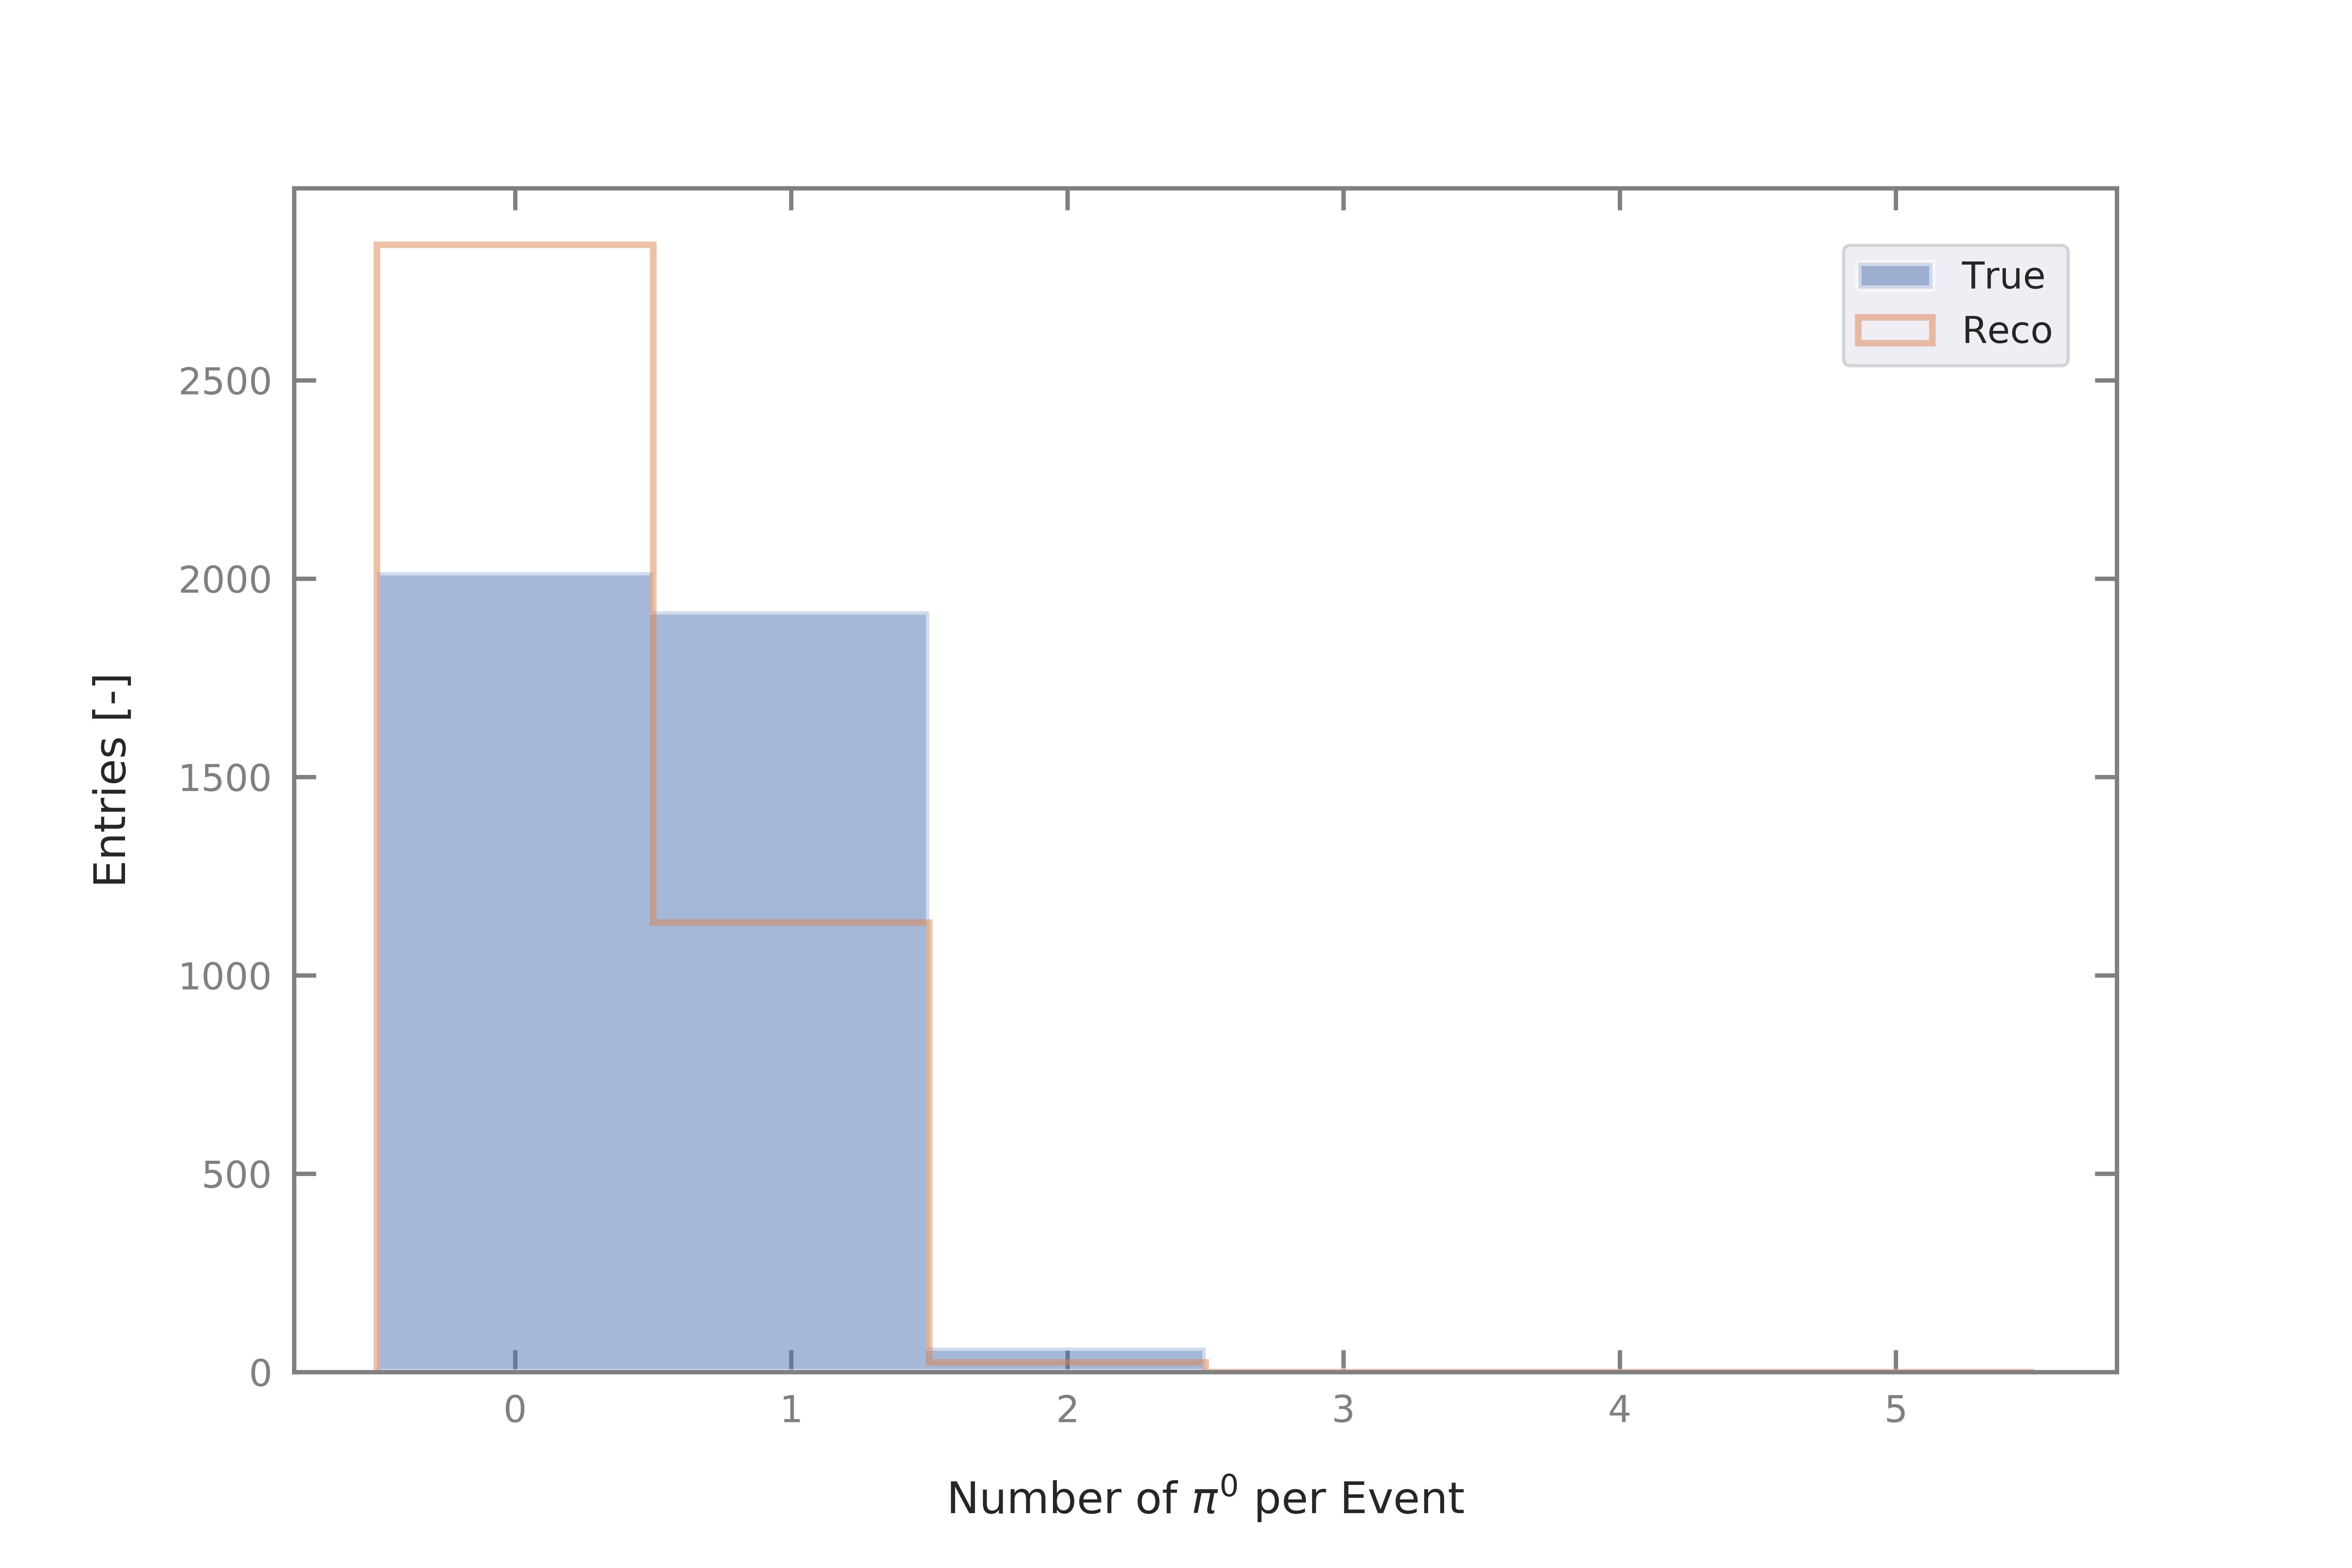 True
Reco
2500
2000
1500
1000
500
0
Entries [-]
0 1 2 3 4 5
Number of π⁰ per Event